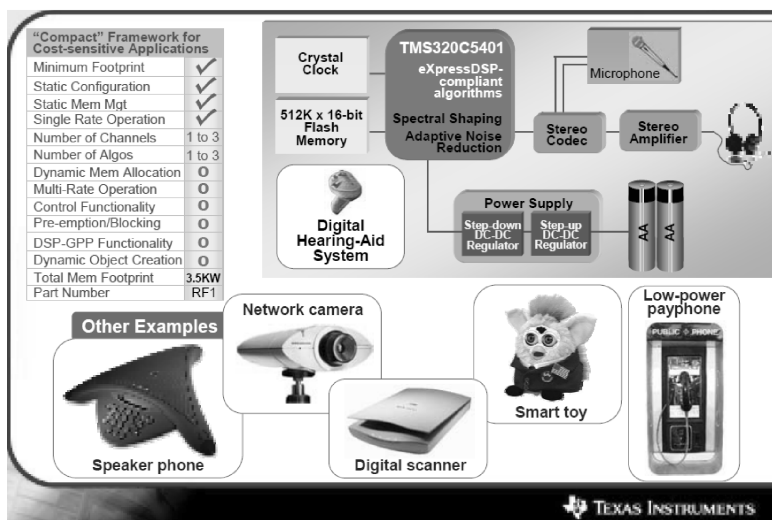 “Compact” Framework for
Cost-sensitive Applications
Minimum Footprint
Static Configuration
Static Mem Mgt
Single Rate Operation
Number of Channels 1 to 3
Number of Algos 1 to 3
Dynamic Mem Allocation O
Multi-Rate Operation O
Control Functionality O
Pre-emption/Blocking O
DSP-GPP Functionality O
Dynamic Object Creation O
Total Mem Footprint 3.5KW
Part Number RF1
Crystal
Clock
512K x 16-bit
Flash
Memory
TMS320C5401
eXpressDSP-
compliant
algorithms
Spectral Shaping
Adaptive Noise
Reduction
Microphone
Stereo
Codec
Stereo
Amplifier
Digital
Hearing-Aid
System
Power Supply
Step-down
DC-DC
Regulator
Step-up
DC-DC
Regulator
AA
AA
Other Examples
Speaker phone
Network camera
Digital scanner
Smart toy
Low-power
payphone
PUBLIC PHONE
TEXAS INSTRUMENTS